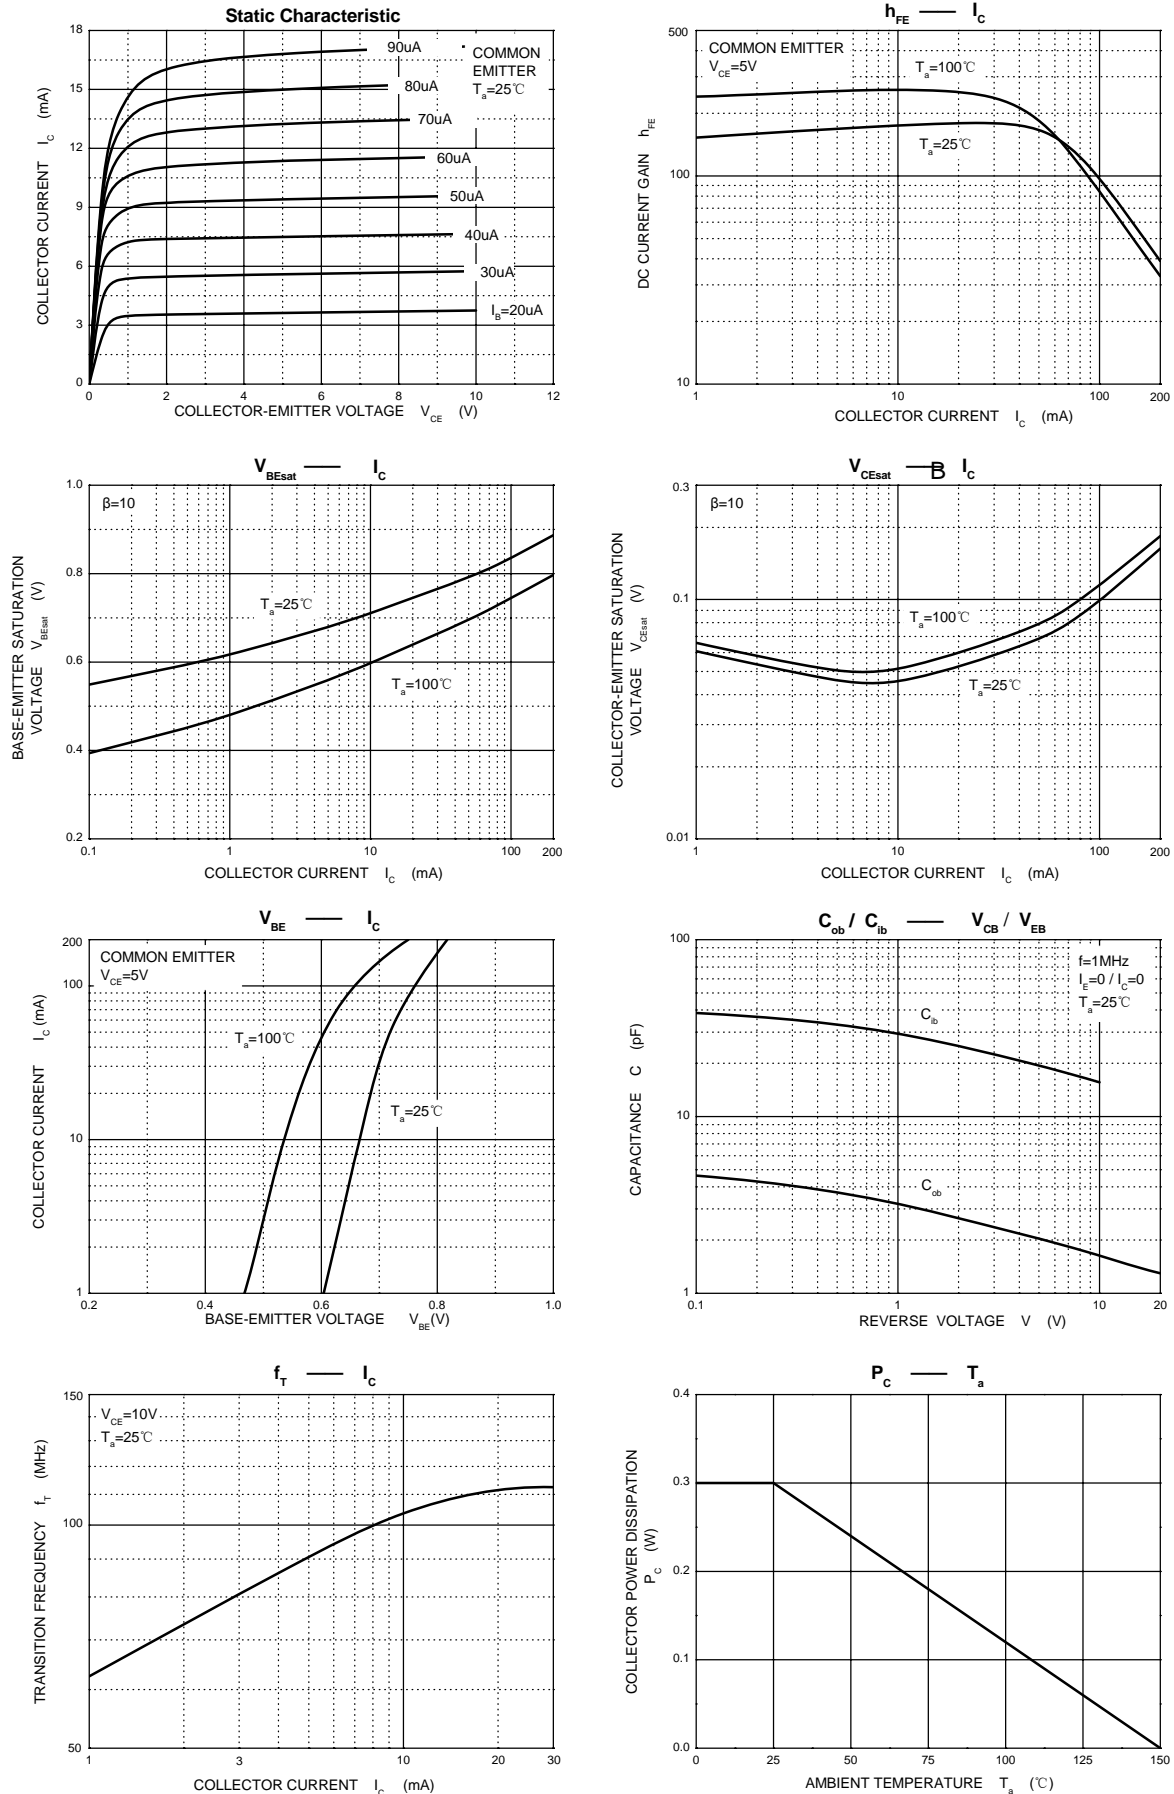 Static Characteristic
18
15
12
9
6
3
0
COLLECTOR CURRENT I_C (mA)
90uA
80uA
70uA
60uA
50uA
40uA
30uA
I_B=20uA
COMMON
EMITTER
T_a=25℃
0 2 4 6 8 10 12
COLLECTOR-EMITTER VOLTAGE V_CE (V)
h_FE —— I_C
500
100
10
DC CURRENT GAIN h_FE
COMMON EMITTER
V_CE=5V
T_a=100℃
T_a=25℃
1 10 100 200
COLLECTOR CURRENT I_C (mA)
V_BEsat —— I_C
1.0
0.8
0.6
0.4
0.2
BASE-EMITTER SATURATION
VOLTAGE V_BEsat (V)
β=10
T_a=25℃
T_a=100℃
0.1 1 10 100 200
COLLECTOR CURRENT I_C (mA)
V_CEsat —— B I_C
0.3
0.1
0.01
COLLECTOR-EMITTER SATURATION
VOLTAGE V_CEsat (V)
β=10
T_a=100℃
T_a=25℃
1 10 100 200
COLLECTOR CURRENT I_C (mA)
V_BE —— I_C
200
100
10
1
COLLECTOR CURRENT I_C (mA)
COMMON EMITTER
V_CE=5V
T_a=100℃
T_a=25℃
0.2 0.4 0.6 0.8 1.0
BASE-EMITTER VOLTAGE V_BE(V)
C_ob / C_ib —— V_CB / V_EB
100
10
1
CAPACITANCE C (pF)
f=1MHz
I_E=0 / I_C=0
T_a=25℃
C_ib
C_ob
0.1 1 10 20
REVERSE VOLTAGE V (V)
f_T —— I_C
150
100
50
TRANSITION FREQUENCY f_T (MHz)
V_CE=10V
T_a=25℃
1 3 10 30
COLLECTOR CURRENT I_C (mA)
P_C —— T_a
0.4
0.3
0.2
0.1
0.0
COLLECTOR POWER DISSIPATION
P_C (W)
0 25 50 75 100 125 150
AMBIENT TEMPERATURE T_a (℃)